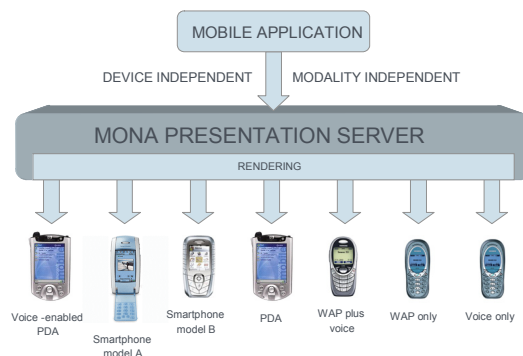 MOBILE APPLICATION
DEVICE INDEPENDENT
MODALITY INDEPENDENT
MONA PRESENTATION SERVER
RENDERING
Voice -enabled
PDA
Smartphone
model A
Smartphone
model B
PDA
WAP plus
voice
WAP only
Voice only